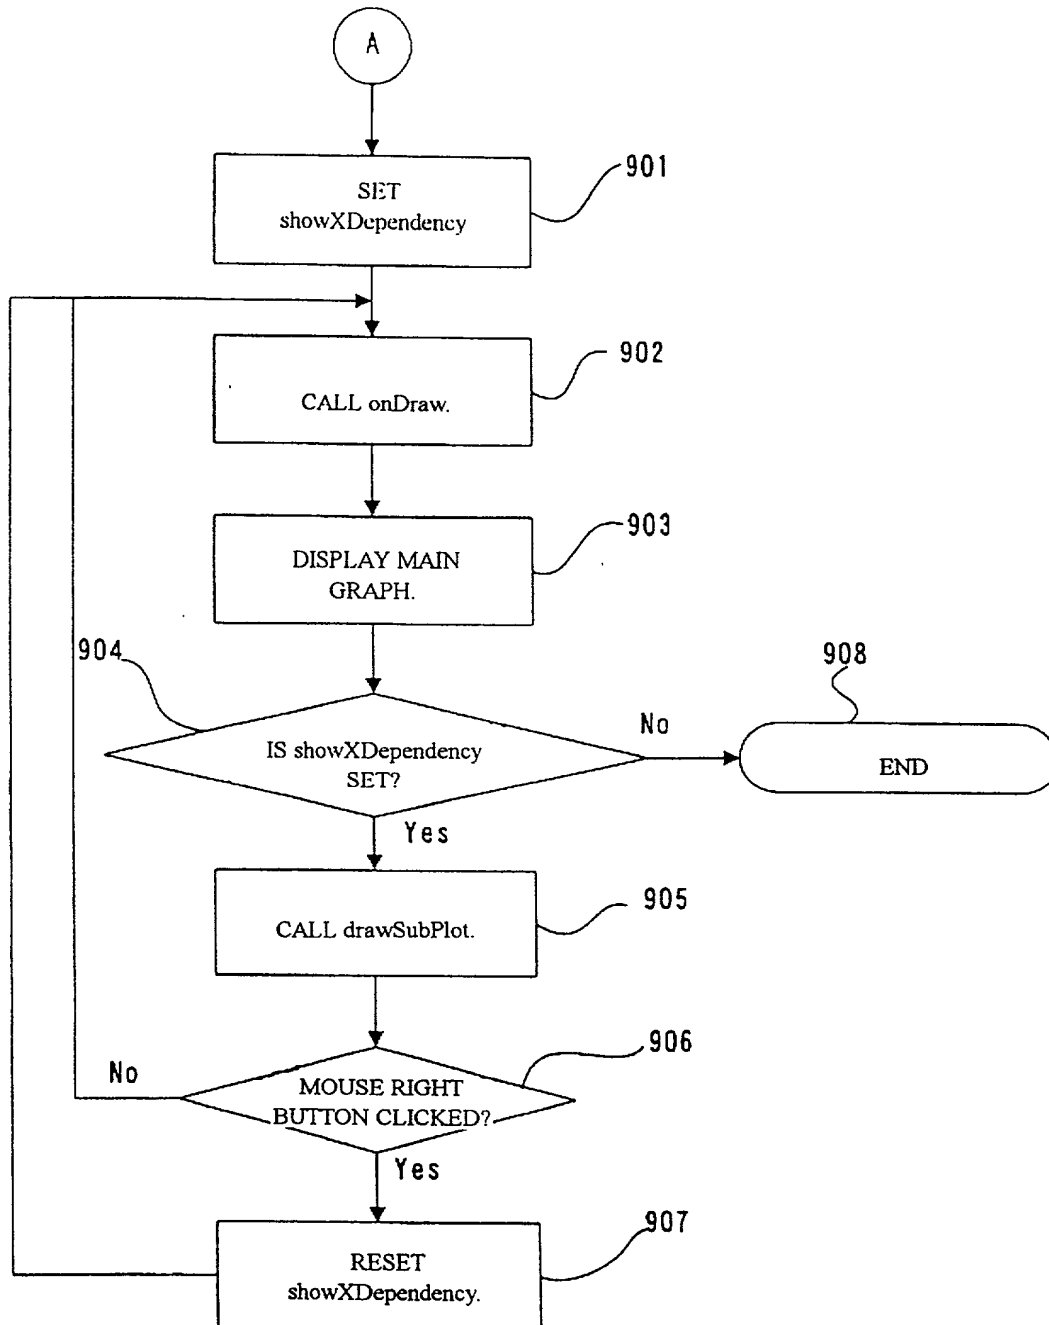 A
901
SET
showXDependency
902
CALL onDraw.
903
DISPLAY MAIN
GRAPH.
904
908
No
IS showXDependency
SET?
END
Yes
905
CALL drawSubPlot.
906
No
MOUSE RIGHT
BUTTON CLICKED?
Yes
907
RESET
showXDependency.